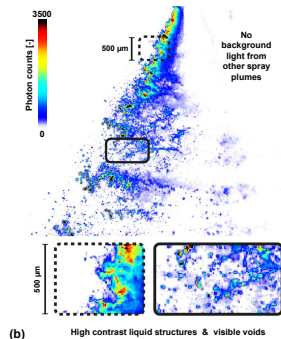 3500
Photon counts [-]
0
500 µm
No
background
light from
other spray
plumes
500 µm
(b)
High contrast liquid structures & visible voids